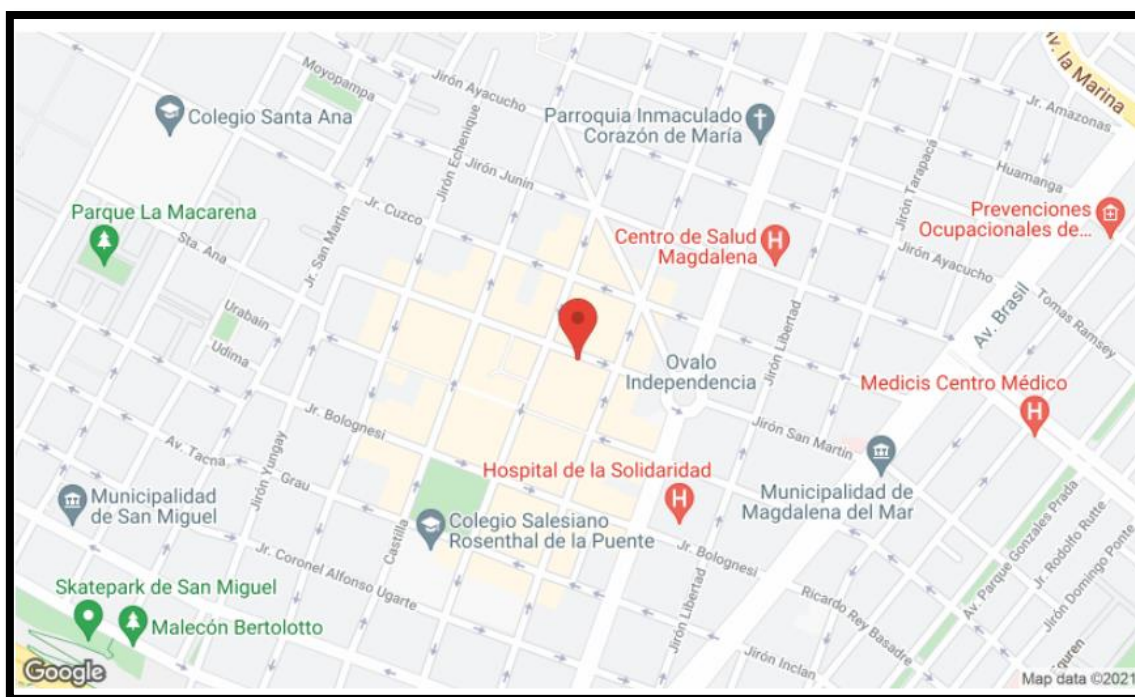 Moyopampa
Jirón Ayacucho
Av. la Marina
Jr. Amazonas
Colegio Santa Ana
Parroquia Inmaculado
Corazón de María
Jirón Echenique
Jirón Junín
Jirón Tarapacá
Huamanga
Parque La Macarena
Sta. Ana
Jr. San Martin
Jr. Cuzco
Centro de Salud
Magdalena
Prevenciones
Ocupacionales de...
Jirón Ayacucho
Urabain
Udima
Jirón Libertad
Av. Brasil
Tomas Ramsey
Ovalo
Independencia
Medicis Centro Médico
Jr. Bolognesi
Jirón San Martin
Av. Tacna
Grau
Jirón Yungay
Hospital de la Solidaridad
Municipalidad
de San Miguel
Castilla
Colegio Salesiano
Rosenthal de la Puente
Municipalidad de
Magdalena del Mar
Av. Parque Gonzales Prada
Jr. Rodolfo Rutte
Jirón Domingo Ponte
Jr. Coronel Alfonso Ugarte
Jr. Bolognesi
Jirón Libertad
Ricardo Rey Basadre
Skatepark de San Miguel
Malecón Bertolotto
Jirón Inclan
Google
Map data ©2021